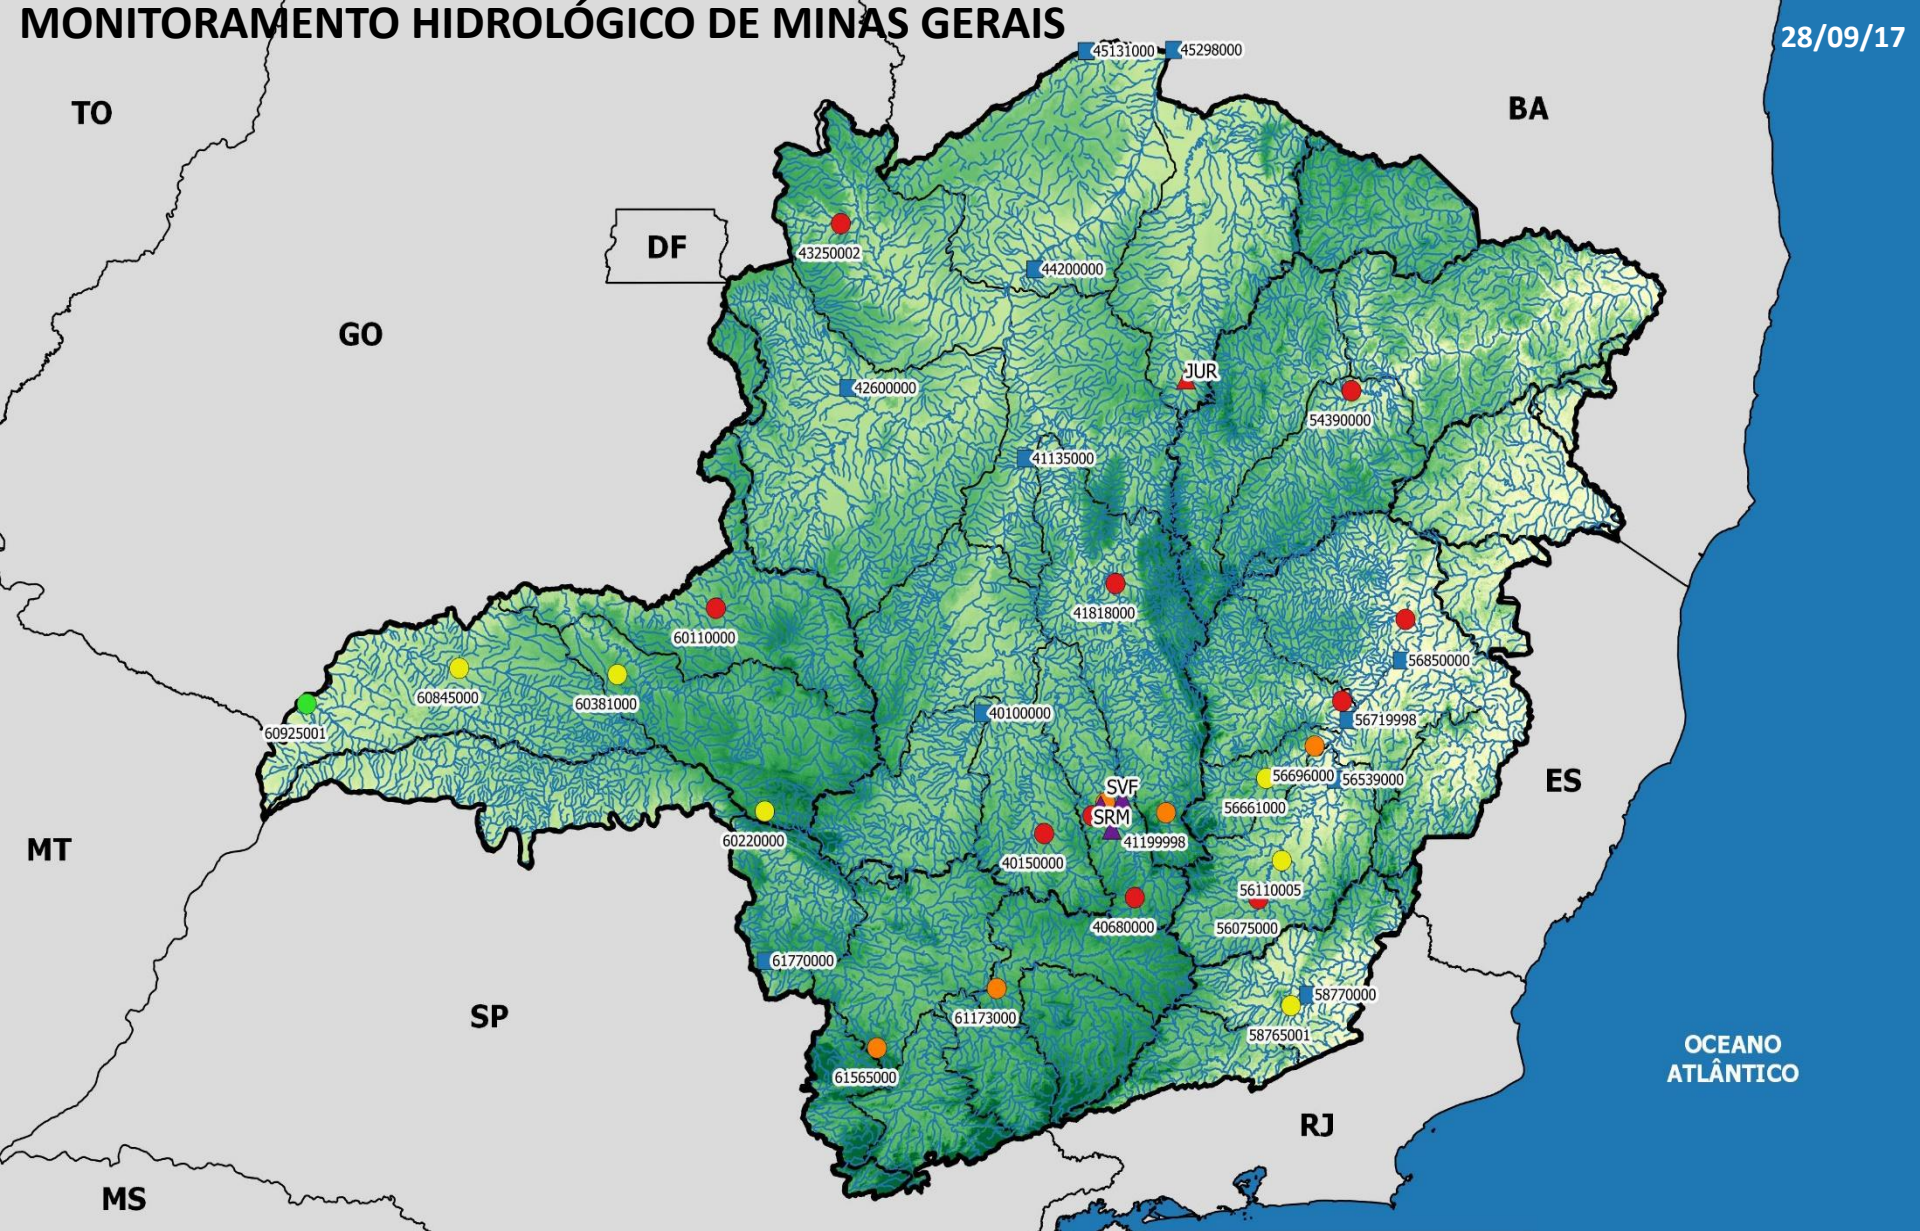 MONITORAMENTO HIDROLÓGICO DE MINAS GERAIS
28/09/17
45131000
45298000
TO
BA
43250002
DF
44200000
GO
JUR
42600000
54390000
41135000
41818000
60110000
56850000
60845000
60381000
60925001
40100000
56719998
56696000
56539000
ES
SVF
56661000
SRM
60220000
41199998
MT
40150000
56110005
40680000
56075000
61770000
58770000
SP
61173000
58765001
OCEANO
ATLÂNTICO
61565000
RJ
MS